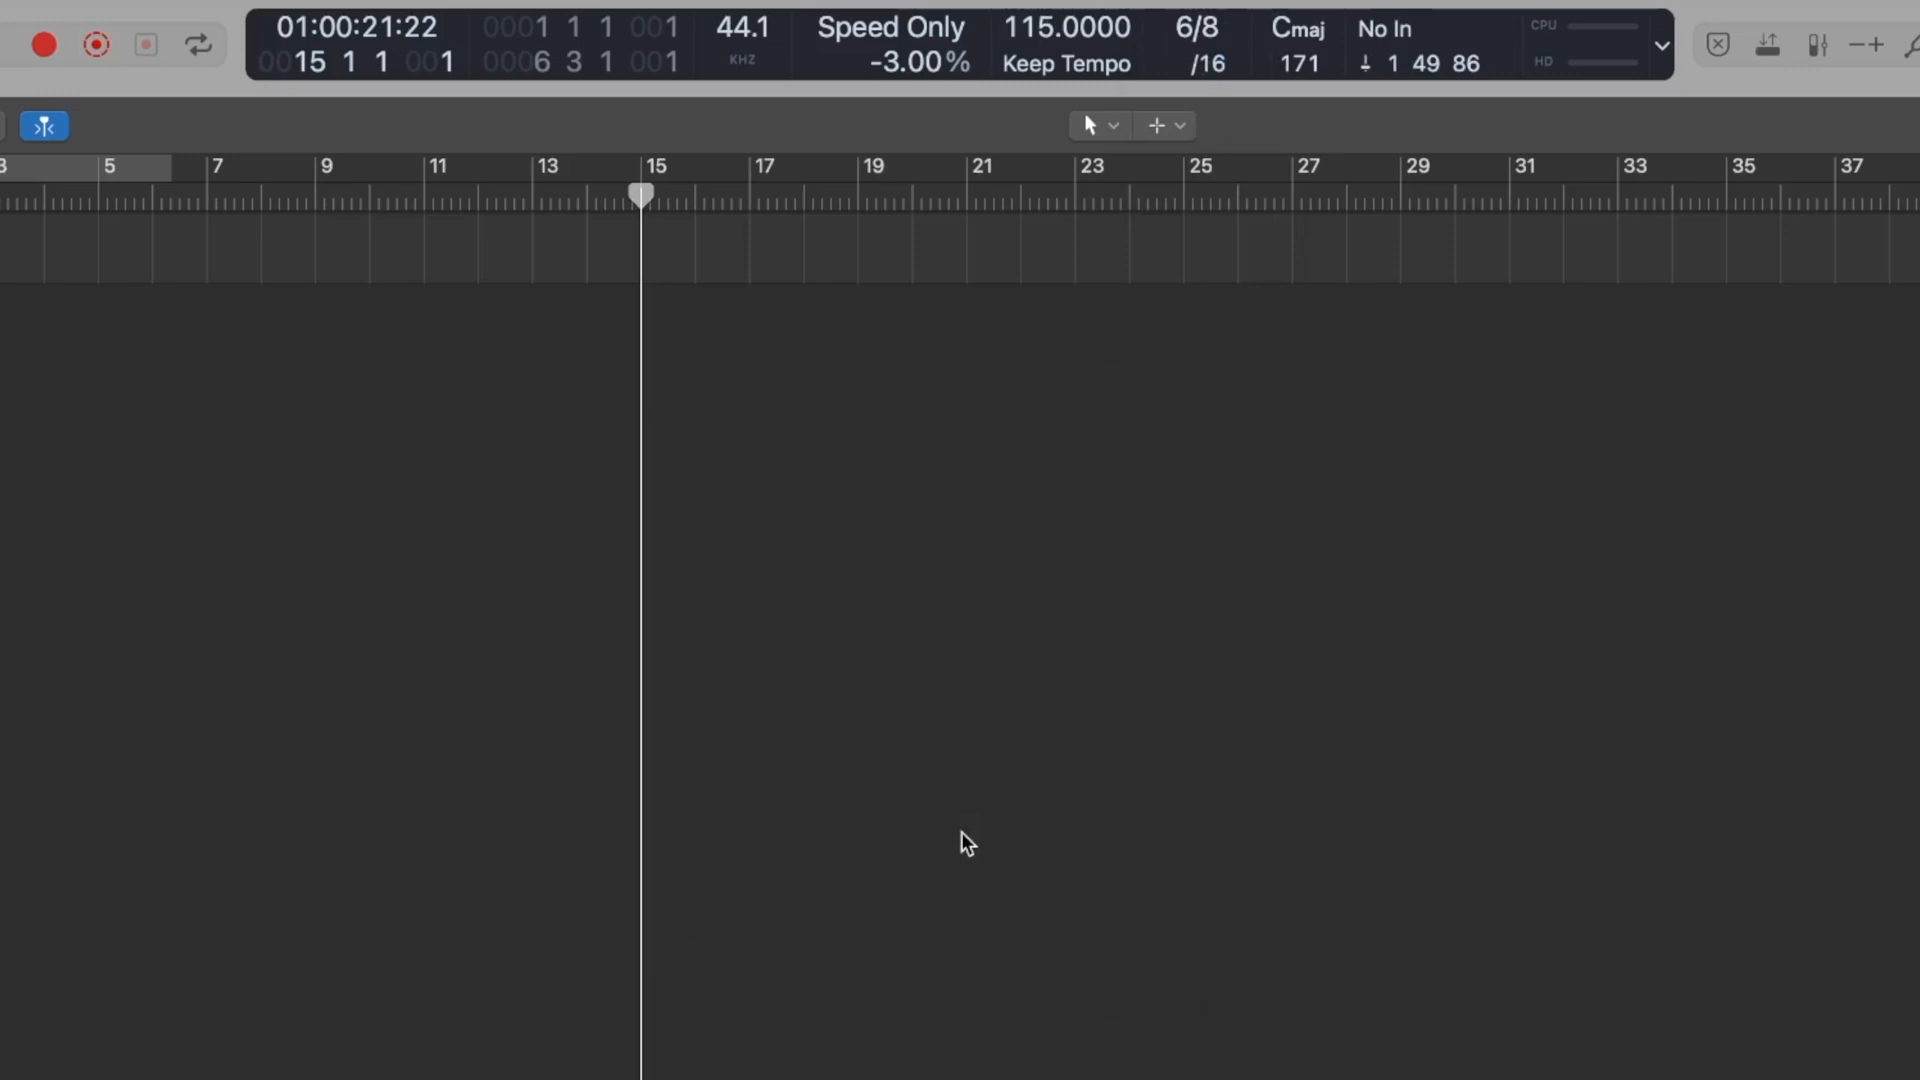 01:00:21:22 0001 1 1 001 44.1 Speed Only 115.0000 6/8 Cmaj No In CPU
0015 1 1 001 0006 3 1 001 KHZ -3.00% Keep Tempo /16 171 1 49 86 HD
3 5 7 9 11 13 15 17 19 21 23 25 27 29 31 33 35 37